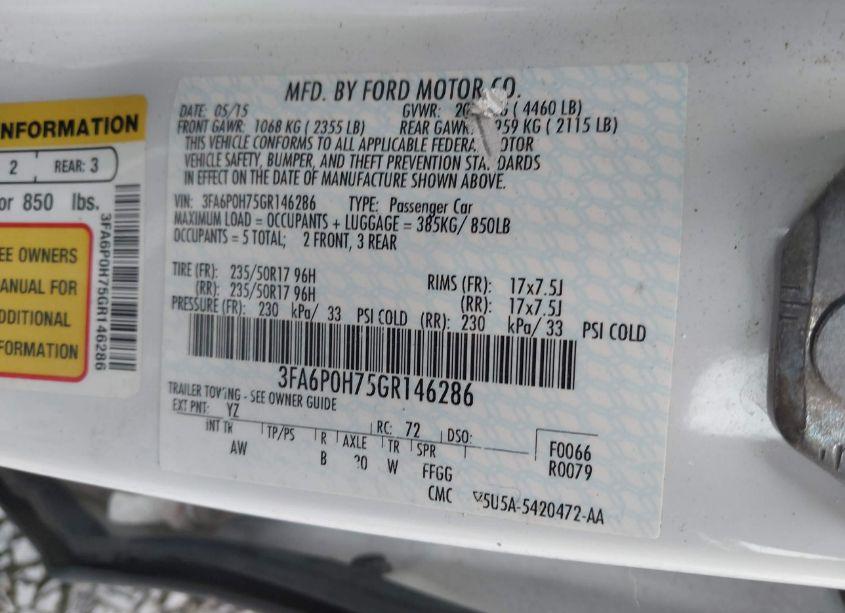 NFORMATION
2
REAR: 3
or 850 lbs.
EE OWNERS
ANUAL FOR
DDITIONAL
FORMATION
3FA6P0H75GR146286
MFD. BY FORD MOTOR CO.
DATE: 05/15 GVWR: 20 G ( 4460 LB)
FRONT GAWR: 1068 KG ( 2355 LB) REAR GAWR: 959 KG ( 2115 LB)
THIS VEHICLE CONFORMS TO ALL APPLICABLE FEDERA MOTOR
VEHICLE SAFETY, BUMPER, AND THEFT PREVENTION STANDARDS
IN EFFECT ON THE DATE OF MANUFACTURE SHOWN ABOVE.
VIN: 3FA6P0H75GR146286 TYPE: Passenger Car
MAXIMUM LOAD = OCCUPANTS + LUGGAGE = 385KG/ 850LB
OCCUPANTS = 5 TOTAL; 2 FRONT, 3 REAR
TIRE (FR): 235/50R17 96H RIMS (FR): 17x7.5J
(RR): 235/50R17 96H (RR): 17x7.5J
PRESSURE (FR): 230 kPa/ 33 PSI COLD (RR): 230 kPa/ 33 PSI COLD
3FA6P0H75GR146286
TRAILER TOWING - SEE OWNER GUIDE
EXT PNT: YZ RC: 72 DSO:
INT TR TP/PS R AXLE TR SPR F0066
AW B 20 W FFGG R0079
CMC 5U5A-5420472-AA